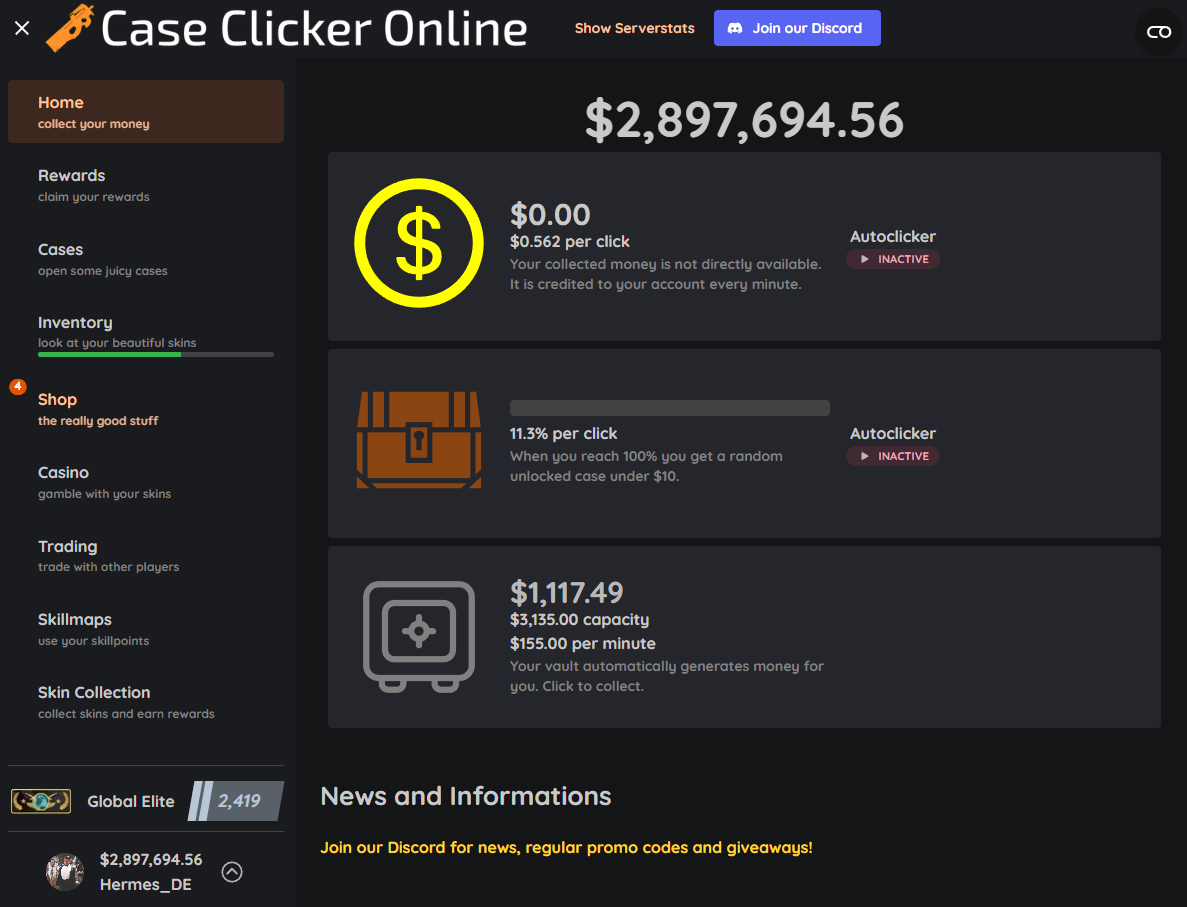 Case Clicker Online
Show Serverstats
Join our Discord
Home
collect your money
Rewards
claim your rewards
Cases
open some juicy cases
Inventory
look at your beautiful skins
4
Shop
the really good stuff
Casino
gamble with your skins
Trading
trade with other players
Skillmaps
use your skillpoints
Skin Collection
collect skins and earn rewards
Global Elite
2,419
$2,897,694.56
Hermes_DE
$2,897,694.56
$
$0.00
$0.562 per click
Your collected money is not directly available.
It is credited to your account every minute.
Autoclicker
INACTIVE
11.3% per click
When you reach 100% you get a random
unlocked case under $10.
Autoclicker
INACTIVE
$1,117.49
$3,135.00 capacity
$155.00 per minute
Your vault automatically generates money for
you. Click to collect.
News and Informations
Join our Discord for news, regular promo codes and giveaways!